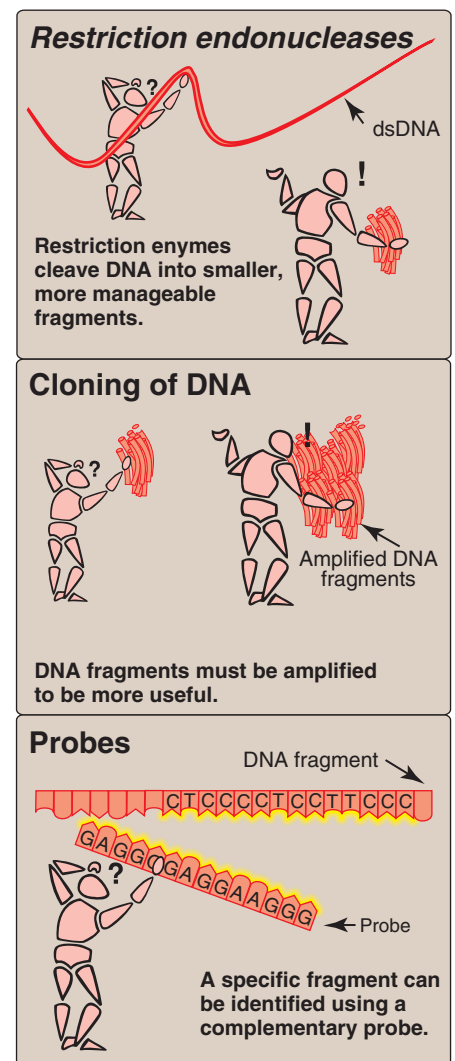 Restriction endonucleases
?
dsDNA
!
Restriction enymes
cleave DNA into smaller,
more manageable
fragments.
Cloning of DNA
!
?
Amplified DNA
fragments
DNA fragments must be amplified
to be more useful.
Probes
DNA fragment
CTCCCCTCCTTCCC
GAGGGGAGGAAGGG
?
Probe
A specific fragment can
be identified using a
complementary probe.